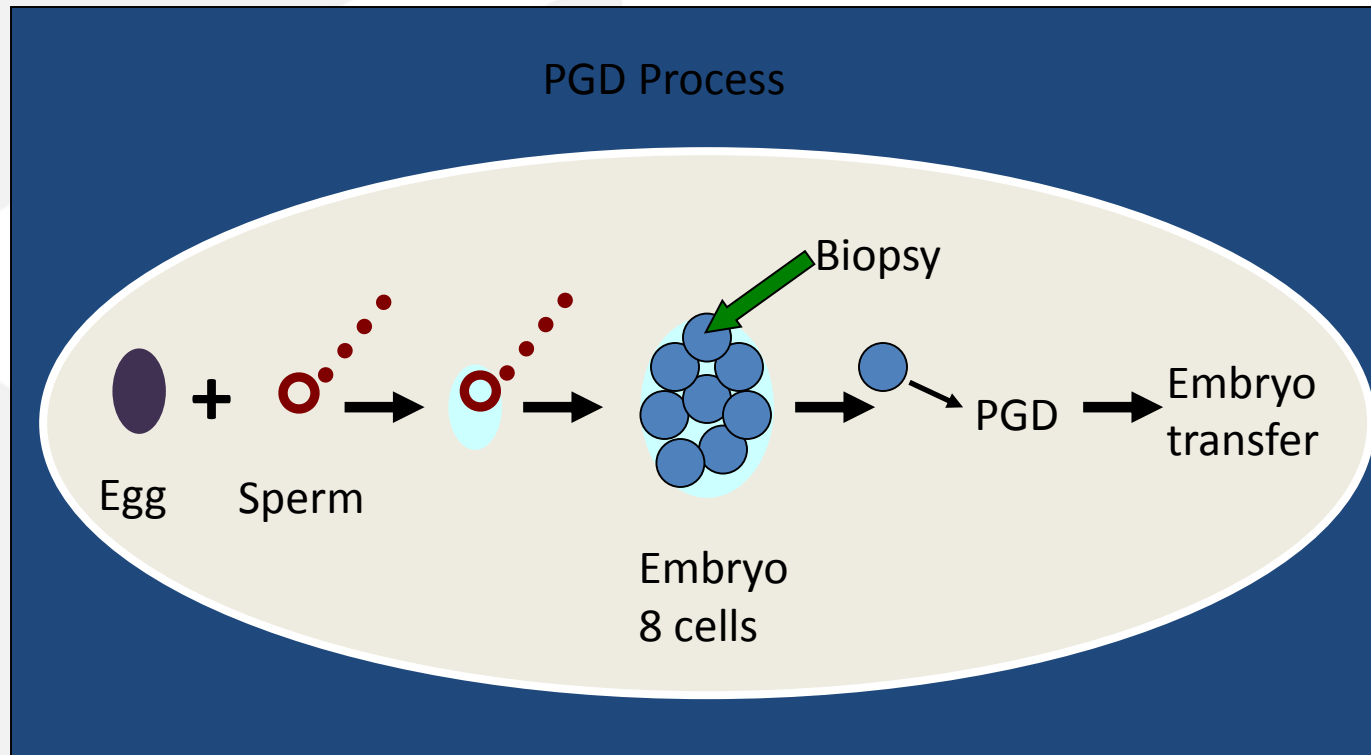 PGD Process
Biopsy
+
PGD
Embryo
transfer
Egg
Sperm
Embryo
8 cells